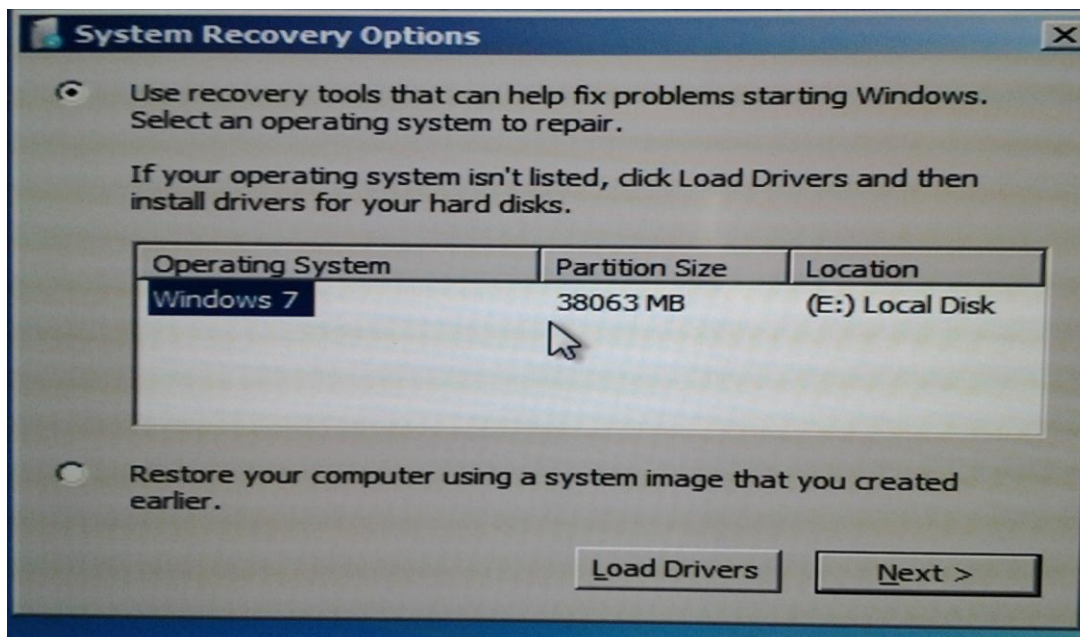 System Recovery Options
Use recovery tools that can help fix problems starting Windows.
Select an operating system to repair.
If your operating system isn't listed, click Load Drivers and then
install drivers for your hard disks.
Operating System Partition Size Location
Windows 7 38063 MB (E:) Local Disk
Restore your computer using a system image that you created
earlier.
Load Drivers Next >